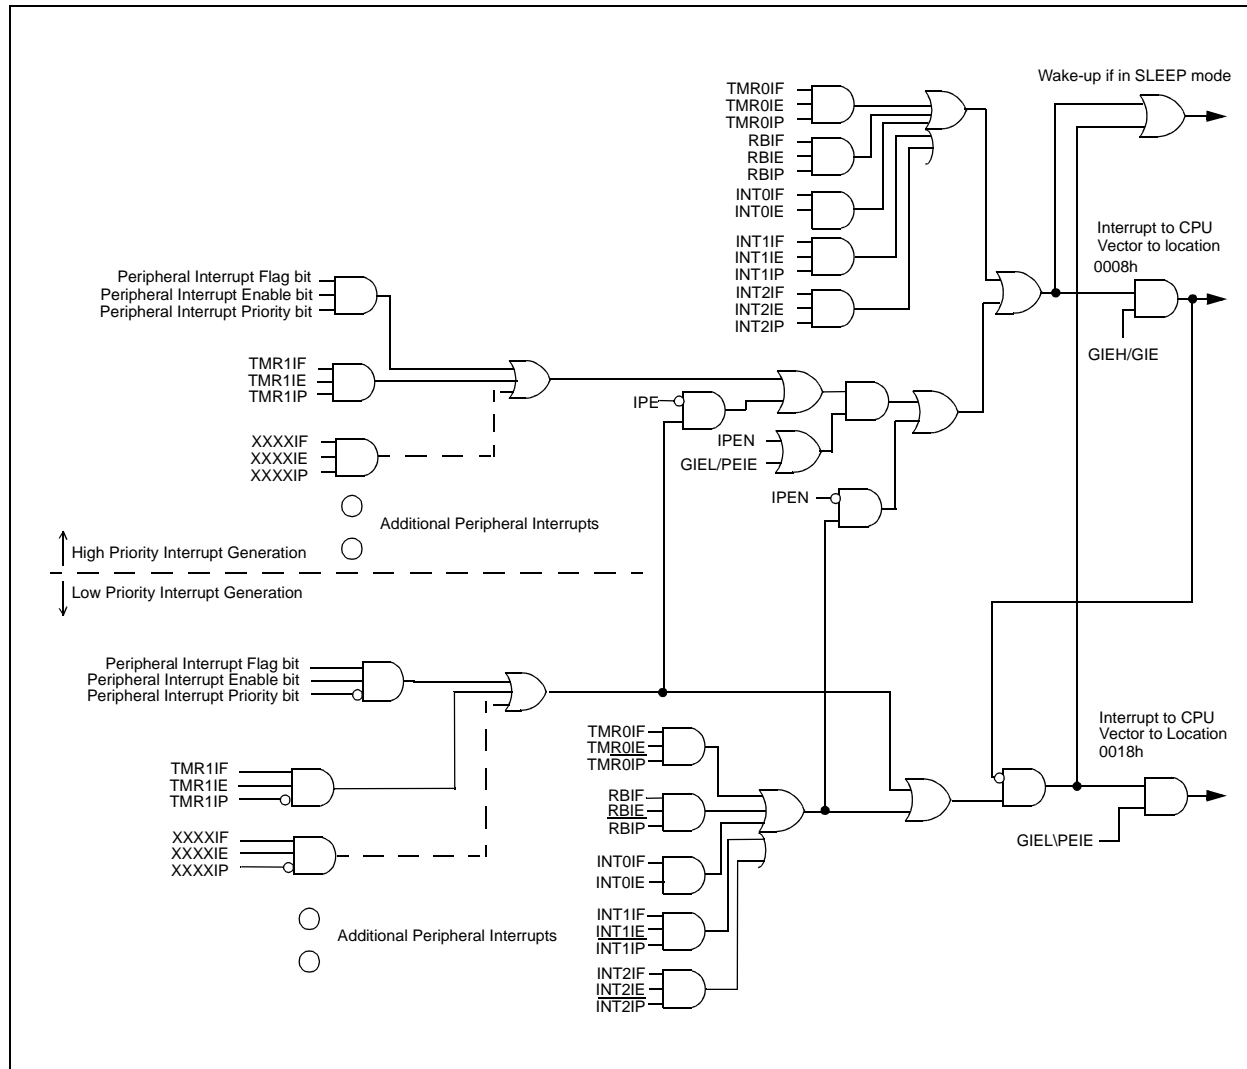 Wake-up if in SLEEP mode
TMR0IF
TMR0IE
TMR0IP
RBIF
RBIE
RBIP
INT0IF
INT0IE
INT1IF
INT1IE
INT1IP
INT2IF
INT2IE
INT2IP
Interrupt to CPU
Vector to location
0008h
GIEH/GIE
Peripheral Interrupt Flag bit
Peripheral Interrupt Enable bit
Peripheral Interrupt Priority bit
TMR1IF
TMR1IE
TMR1IP
XXXXIF
XXXXIE
XXXXIP
IPE
IPEN
GIEL/PEIE
IPEN
Additional Peripheral Interrupts
High Priority Interrupt Generation
Low Priority Interrupt Generation
Peripheral Interrupt Flag bit
Peripheral Interrupt Enable bit
Peripheral Interrupt Priority bit
TMR1IF
TMR1IE
TMR1IP
XXXXIF
XXXXIE
XXXXIP
Additional Peripheral Interrupts
TMR0IF
TMR0IE
TMR0IP
RBIF
RBIE
RBIP
INT0IF
INT0IE
INT1IF
INT1IE
INT1IP
INT2IF
INT2IE
INT2IP
Interrupt to CPU
Vector to Location
0018h
GIEL\PEIE